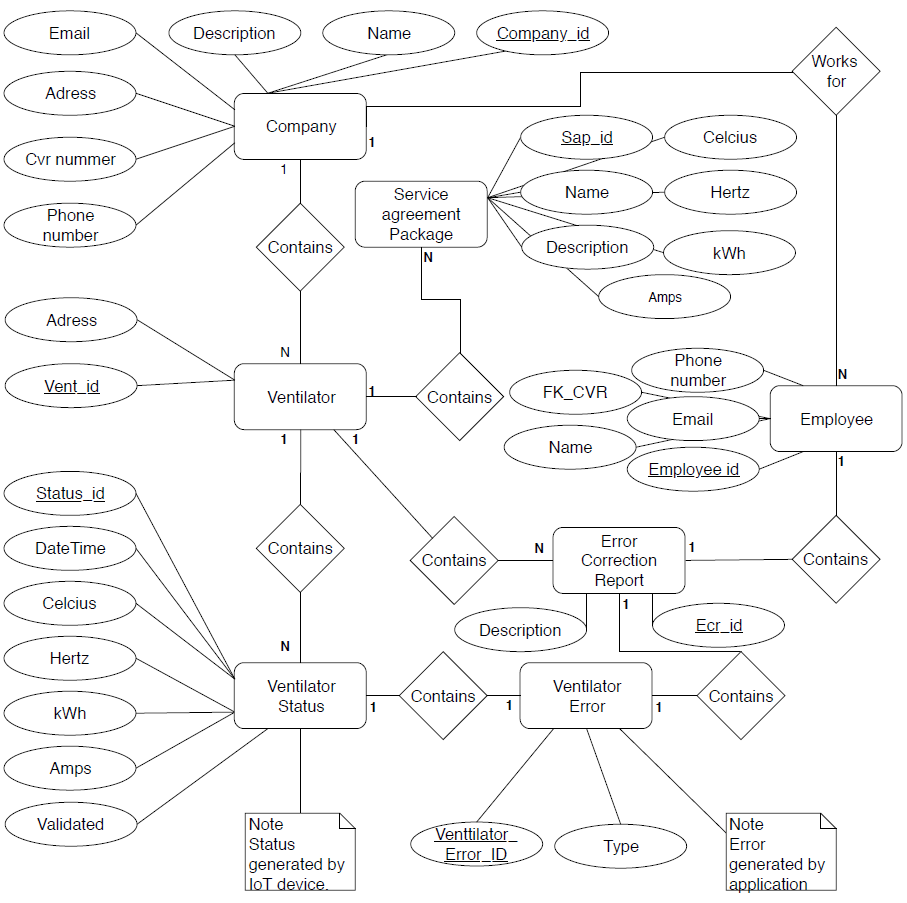 Email
Description
Name
Company_id
Works
for
Adress
Company
1
Cvr nummer
1
Sap_id
Celcius
Phone
number
Service
agreement
Package
Name
Hertz
Contains
N
Description
kWh
Amps
Adress
N
Vent_id
Ventilator
1
Contains
N
Phone
number
FK_CVR
Email
Employee
Name
Employee id
1
1
1
Status_id
DateTime
Contains
Contains
N
Error
Correction
Report
1
Contains
Celcius
1
Description
Ecr_id
Hertz
N
kWh
Ventilator
Status
1
Contains
1
Ventilator
Error
1
Contains
Amps
Validated
Note
Status
generated by
IoT device.
Venttilator_
Error_ID
Type
Note
Error
generated by
application